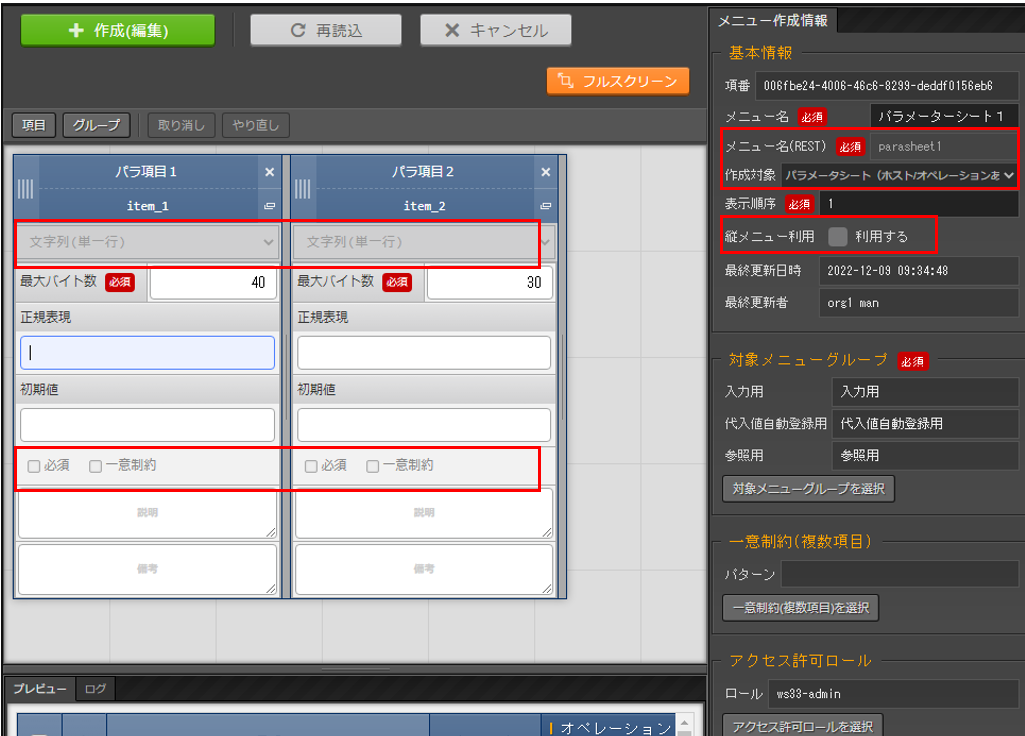 作成(編集)
再読込
キャンセル
フルスクリーン
項目
グループ
取り消し
やり直し
パラ項目1
item_1
文字列(単一行)
最大バイト数 必須 40
正規表現
初期値
必須
一意制約
説明
備考
パラ項目2
item_2
文字列(単一行)
最大バイト数 必須 30
正規表現
初期値
必須
一意制約
説明
備考
プレビュー
ログ
オペレーション
メニュー作成情報
基本情報
項番 006fbe24-4006-46c6-8299-deddf0156eb6
メニュー名 必須 パラメーターシート1
メニュー名(REST) 必須 parasheet1
作成対象 パラメータシート（ホスト/オペレーションあ
表示順序 必須 1
縦メニュー利用 利用する
最終更新日時 2022-12-09 09:34:48
最終更新者 org1 man
対象メニューグループ 必須
入力用 入力用
代入値自動登録用 代入値自動登録用
参照用 参照用
対象メニューグループを選択
一意制約(複数項目)
パターン
一意制約(複数項目)を選択
アクセス許可ロール
ロール ws33-admin
アクセス許可ロールを選択